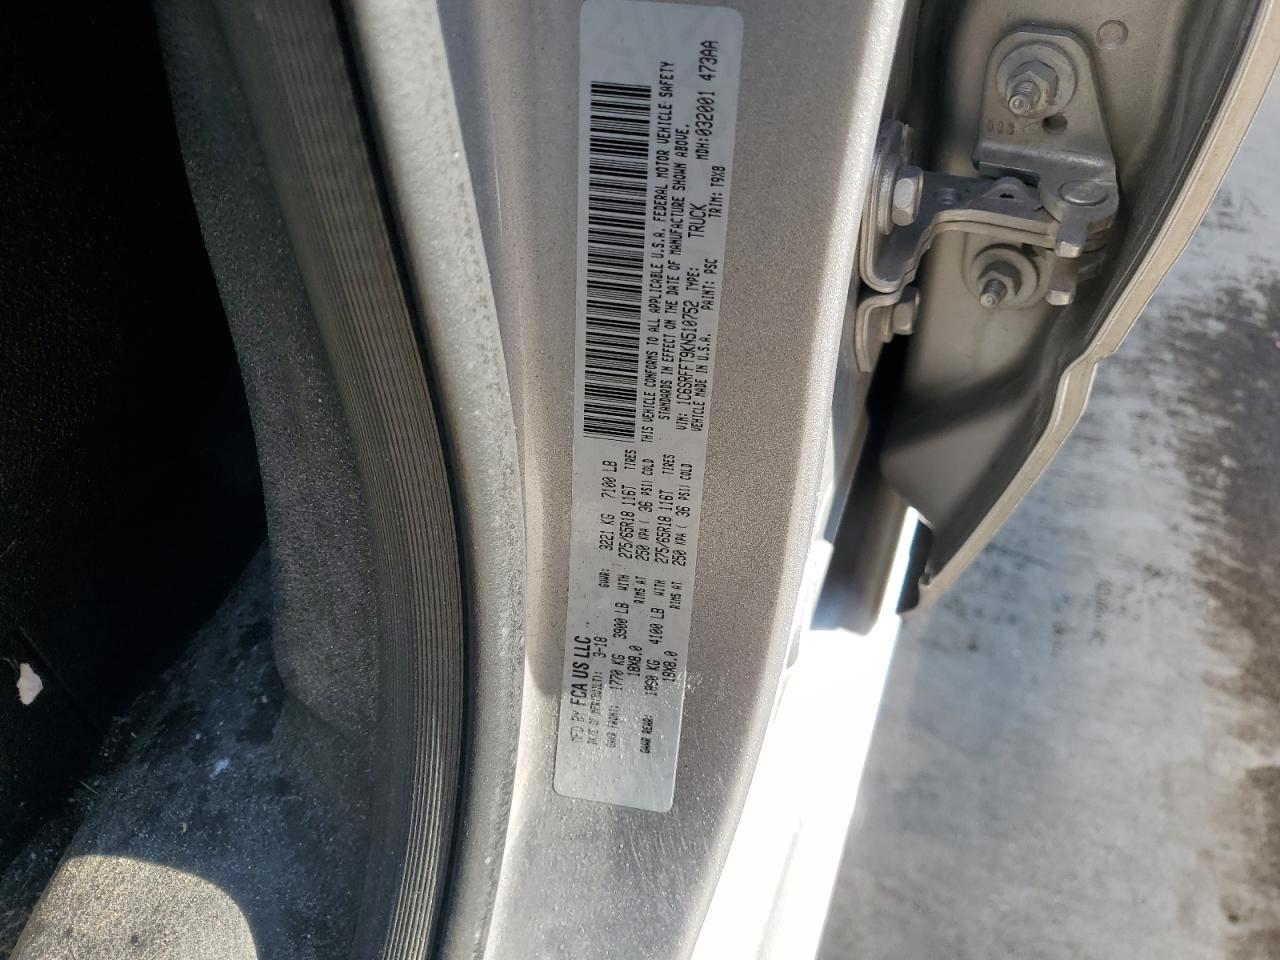 MFD BY FCA US LLC
DATE OF MFR(BUILT): 3-18 GVWR: 3221 KG 7100 LB
GAWR FRONT: 1770 KG 3900 LB WITH 275/65R18 116T TIRES
18X8.0 RIMS AT 250 KPA ( 36 PSI) COLD
GAWR REAR: KG 4100 LB WITH 275/65R18 116T TIRES
18X8.0 RIMS AT 250 KPA ( 36 PSI) COLD
THIS VEHICLE CONFORMS TO ALL APPLICABLE U.S.A. FEDERAL MOTOR VEHICLE SAFETY
STANDARDS IN EFFECT ON THE DATE OF MANUFACTURE SHOWN ABOVE.
VIN: 1C6SRFFT9KN510752 TYPE: TRUCK MDH:032001 473AA
VEHICLE MADE IN U.S.A. PAINT: PSC TRIM: T9X8